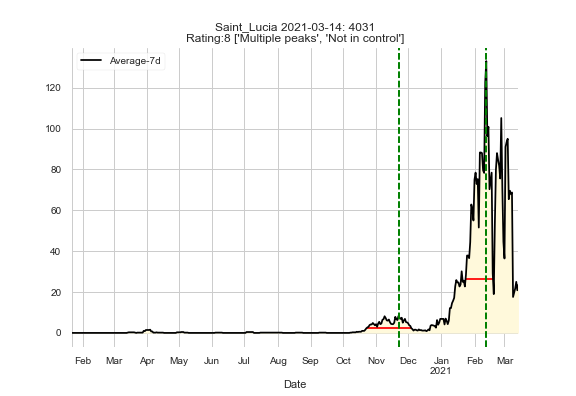 Saint_Lucia 2021-03-14: 4031
Rating:8 ['Multiple peaks', 'Not in control']
Average-7d
120
100
80
60
40
20
0
Feb Mar Apr May Jun Jul Aug Sep Oct Nov Dec Jan Feb Mar
2021
Date